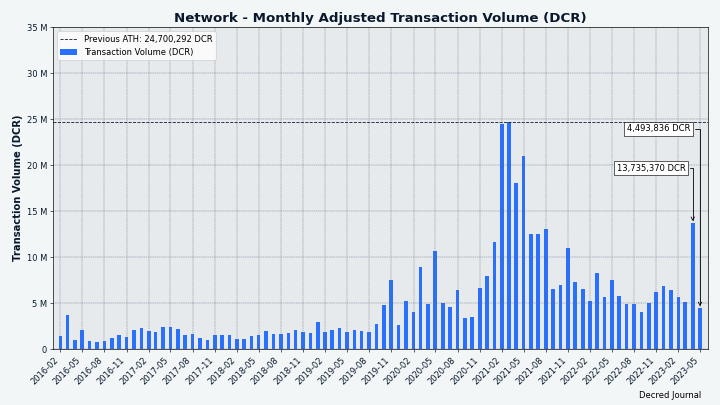 Network - Monthly Adjusted Transaction Volume (DCR)
Previous ATH: 24,700,292 DCR
Transaction Volume (DCR)
Transaction Volume (DCR)
35 M
30 M
25 M
20 M
15 M
10 M
5 M
0
4,493,836 DCR
13,735,370 DCR
2016-02
2016-05
2016-08
2016-11
2017-02
2017-05
2017-08
2017-11
2018-02
2018-05
2018-08
2018-11
2019-02
2019-05
2019-08
2019-11
2020-02
2020-05
2020-08
2020-11
2021-02
2021-05
2021-08
2021-11
2022-02
2022-05
2022-08
2022-11
2023-02
2023-05
Decred Journal